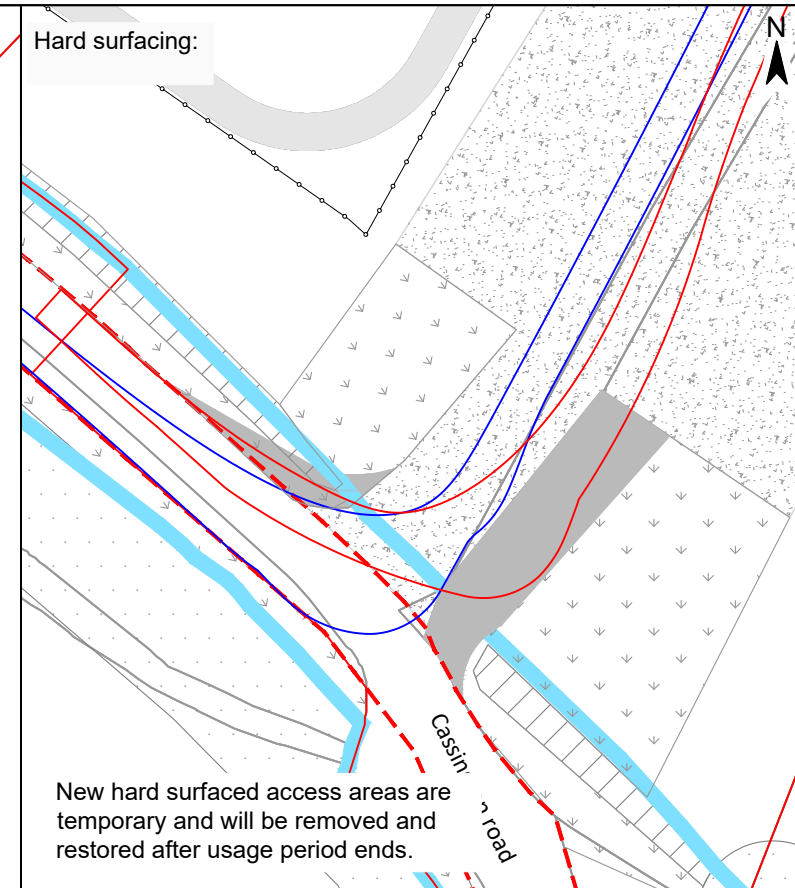 Hard surfacing:
N
road
New hard surfaced access areas are
temporary and will be removed and
restored after usage period ends.